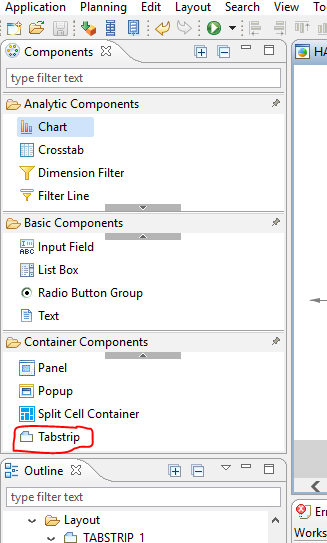 Application Planning Edit Layout Search View Too
Components
type filter text
HA
Analytic Components
Chart
Crosstab
Dimension Filter
Filter Line
Basic Components
Input Field
List Box
Radio Button Group
Text
Container Components
Panel
Popup
Split Cell Container
Tabstrip
Outline
type filter text
Layout
TABSTRIP_1
Err
Works